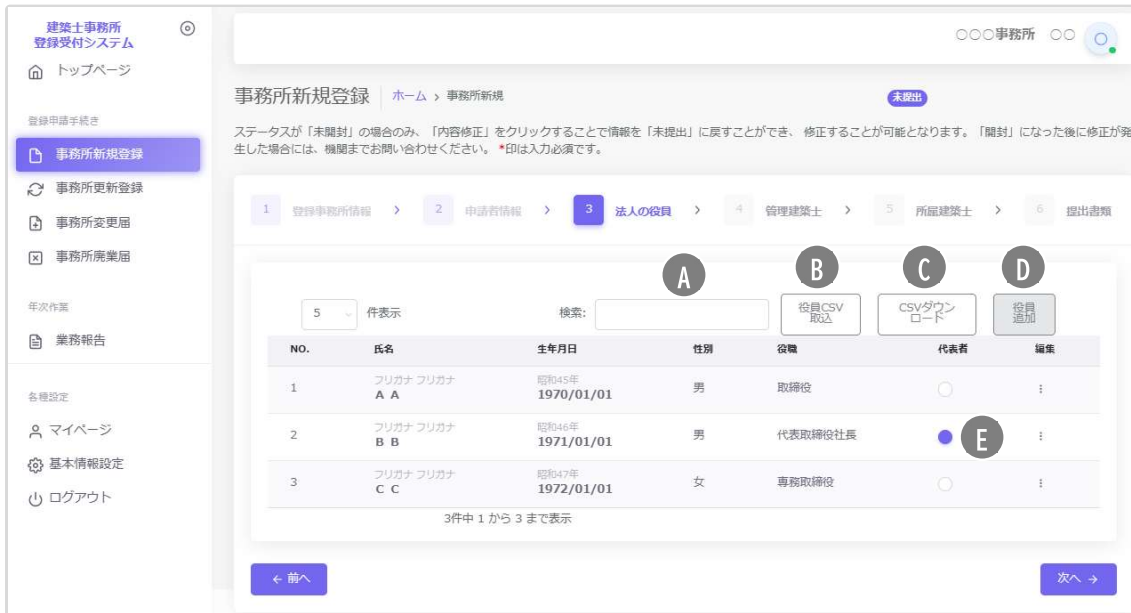 建築士事務所
登録受付システム
トップページ
登録申請手続き
事務所新規登録
事務所更新登録
事務所変更届
事務所廃業届
年次作業
業務報告
各種設定
マイページ
基本情報設定
ログアウト
○○○事務所 ○○ O
事務所新規登録 ホーム > 事務所新規 未提出
ステータスが「未開封」の場合のみ、「内容修正」をクリックすることで情報を「未提出」に戻すことができ、 修正することが可能となります。「開封」になった後に修正が発
生した場合には、機関までお問い合わせください。 *印は入力必須です。
1 登録事務所情報 > 2 申請者情報 > 3 法人の役員 > 4 管理建築士 > 5 所属建築士 > 6 提出書類
A B C D
5 件表示 検索: 役員CSV
取込 CSVダウン
ロード 役員
追加
NO. 氏名 生年月日 性別 役職 代表者 編集
フリガナ フリガナ 昭和45年
1 A A 1970/01/01 男 取締役
フリガナ フリガナ 昭和46年
2 B B 1971/01/01 男 代表取締役社長 E
フリガナ フリガナ 昭和47年
3 C C 1972/01/01 女 専務取締役
3件中 1 から 3 まで表示
← 前へ 次へ →